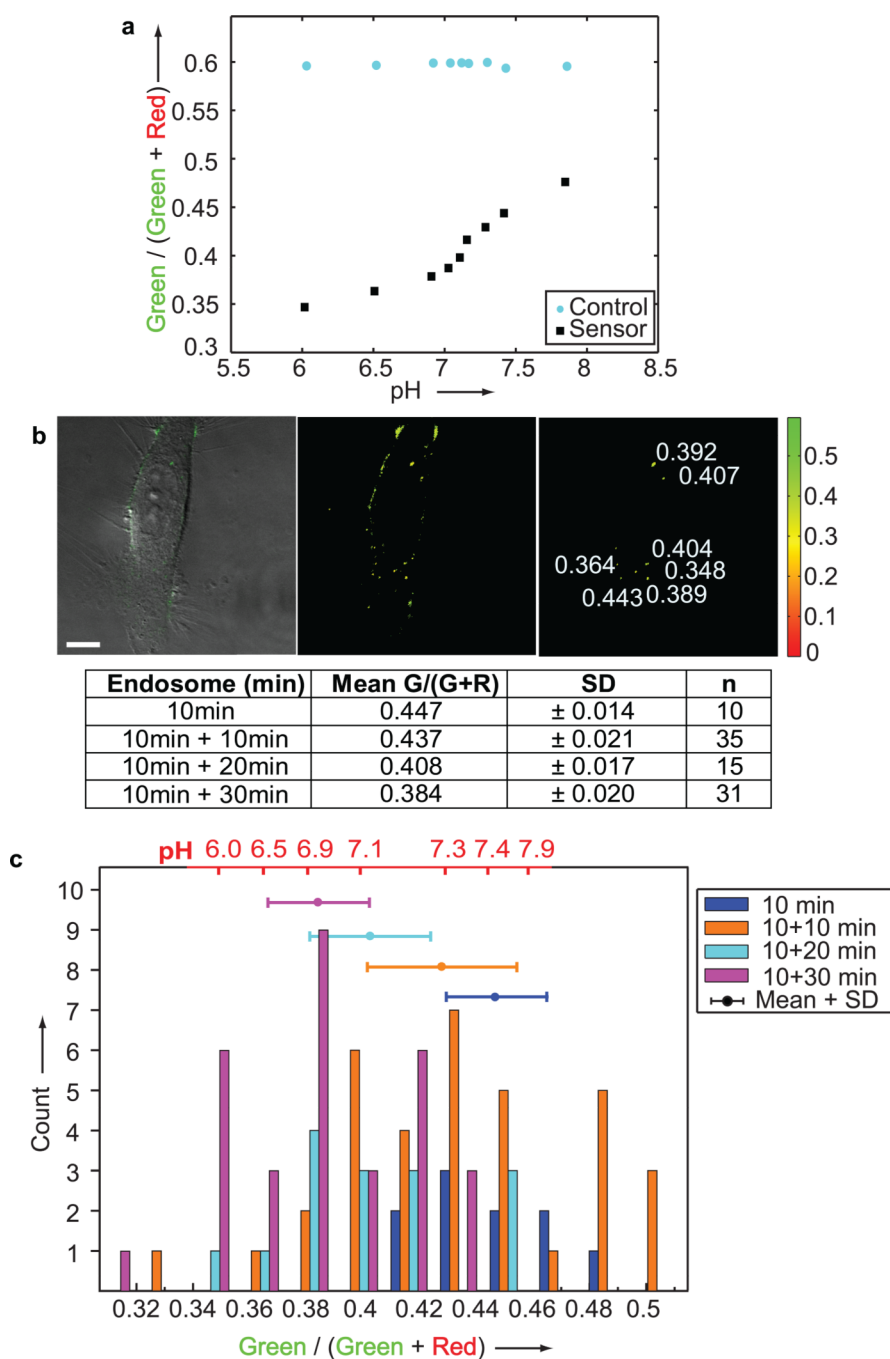 a
Green / (Green + Red)
0.6
0.55
0.5
0.45
0.4
0.35
0.3
Control
Sensor
5.5 6 6.5 7 7.5 8 8.5
pH
b
0.392
0.407
0.404
0.364
0.348
0.443
0.389
0.5
0.4
0.3
0.2
0.1
0
Endosome (min) Mean G/(G+R) SD n
10min 0.447 ± 0.014 10
10min + 10min 0.437 ± 0.021 35
10min + 20min 0.408 ± 0.017 15
10min + 30min 0.384 ± 0.020 31
c
pH 6.0 6.5 6.9 7.1 7.3 7.4 7.9
Count
10
9
8
7
6
5
4
3
2
1
10 min
10+10 min
10+20 min
10+30 min
Mean + SD
0.32 0.34 0.36 0.38 0.4 0.42 0.44 0.46 0.48 0.5
Green / (Green + Red)